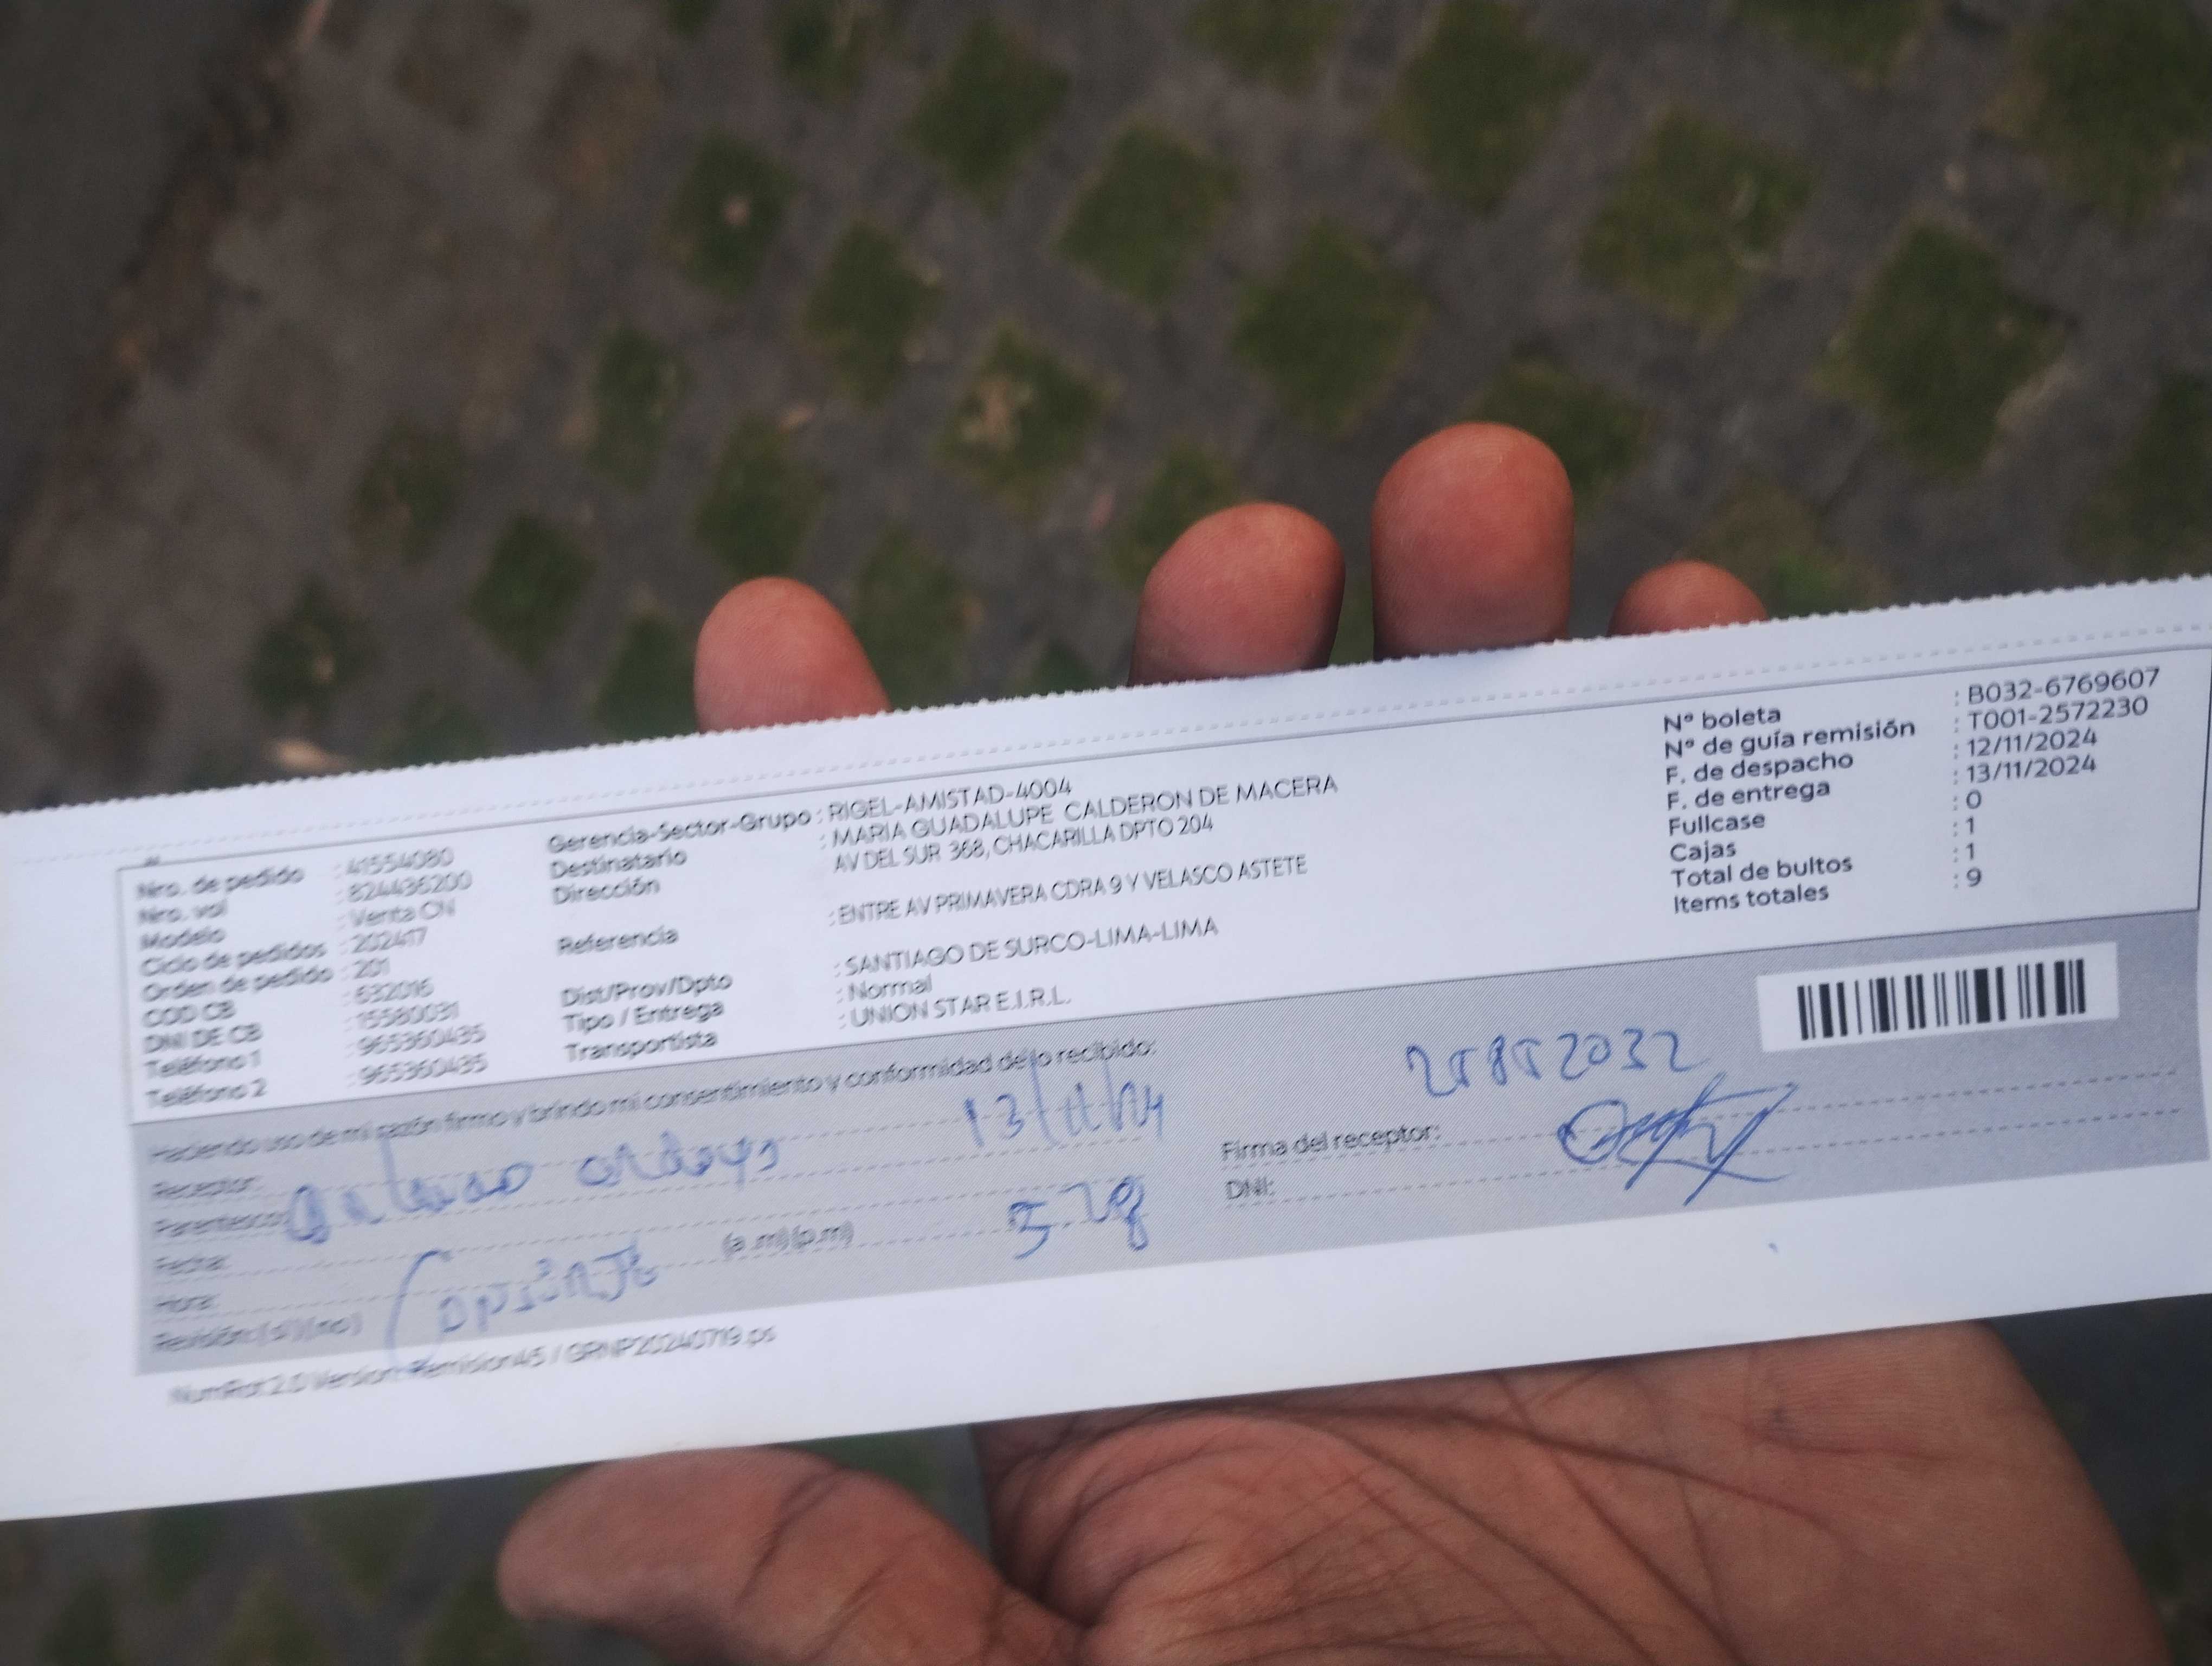 Nro. de pedido : 41554080
Nro. vol : 824436200
Modelo : Venta CN
Ciclo de pedidos : 202417
Orden de pedido : 201
COD CB : 632016
DNI DE CB : 15580031
Teléfono 1 : 965360435
Teléfono 2 : 965360435
Gerencia-Sector-Grupo : RIGEL-AMISTAD-4004
Destinatario : MARIA GUADALUPE CALDERON DE MACERA
Dirección AV DEL SUR 368, CHACARILLA DPTO 204
Referencia : ENTRE AV PRIMAVERA CDRA 9 Y VELASCO ASTETE
Dist/Prov/Dpto : SANTIAGO DE SURCO-LIMA-LIMA
Tipo / Entrega : Normal
Transportista : UNION STAR E.I.R.L.
N° boleta : B032-6769607
N° de guía remisión : T001-2572230
F. de despacho : 12/11/2024
F. de entrega : 13/11/2024
Fullcase : 0
Cajas : 1
Total de bultos : 1
Items totales : 9
Haciendo uso de mi razón firmo y brindo mi consentimiento y conformidad de lo recibido:
Receptor:
Parentesco:
Fecha:
Hora: (a.m)(p.m)
Revisión: (si)(no)
13/11/24
Firma del receptor:
DNI:
NumRot 2.0 Version: Remision45 / GRNP20240719.ps